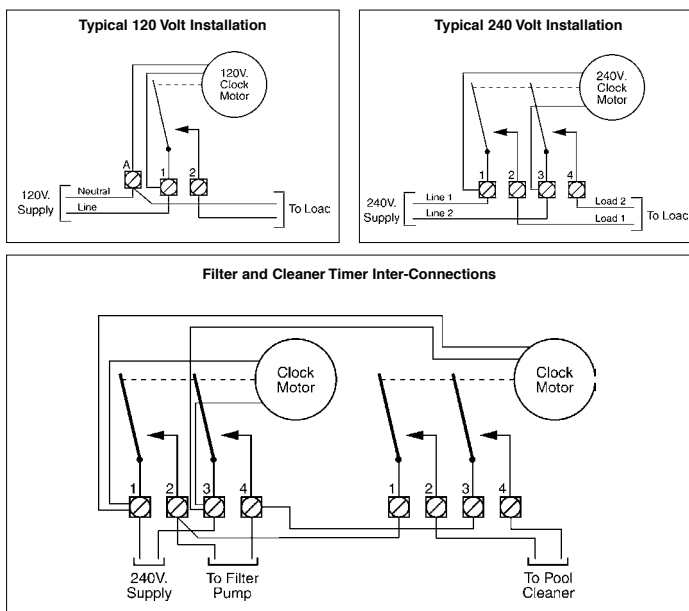 Typical 120 Volt Installation
120V.
Clock
Motor
A
1
2
120V.
Supply
Neutral
Line
To Loac
Typical 240 Volt Installation
240V.
Clock
Motor
1
2
3
4
240V.
Supply
Line 1
Line 2
Load 2
Load 1
To Loac
Filter and Cleaner Timer Inter-Connections
Clock
Motor
Clock
Motor
1
2
3
4
1
2
3
4
240V.
Supply
To Filter
Pump
To Pool
Cleaner